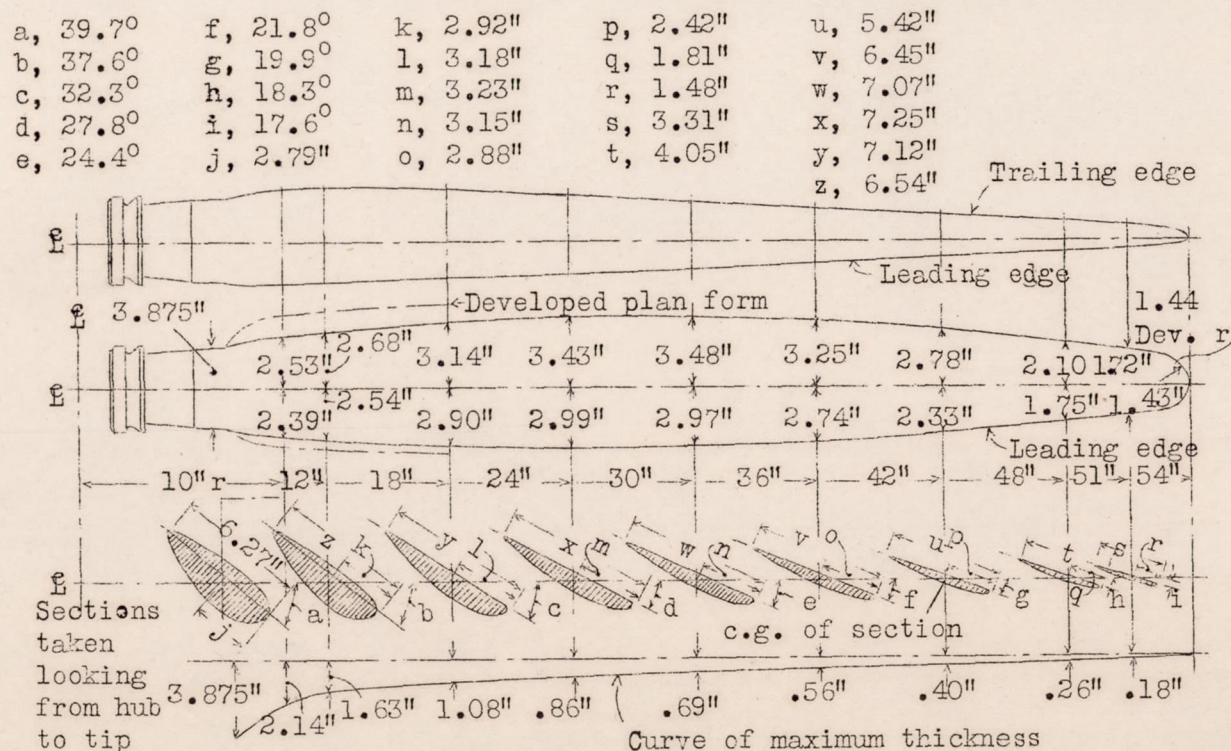 a, 39.7° f, 21.8° k, 2.92" p, 2.42" u, 5.42"
b, 37.6° g, 19.9° l, 3.18" q, 1.81" v, 6.45"
c, 32.3° h, 18.3° m, 3.23" r, 1.48" w, 7.07"
d, 27.8° i, 17.6° n, 3.15" s, 3.31" x, 7.25"
e, 24.4° j, 2.79" o, 2.88" t, 4.05" y, 7.12"
z, 6.54"
Trailing edge
℄
Leading edge
℄ 3.875" Developed plan form 1.44
Dev. r
2.53" 2.68" 3.14" 3.43" 3.48" 3.25" 2.78" 2.10 1.72"
℄
2.39" 2.54" 2.90" 2.99" 2.97" 2.74" 2.33" 1.75" 1.43"
Leading edge
10" r 12" 18" 24" 30" 36" 42" 48" 51" 54"
6.27" z k y l x m w n v o u p t s r
℄
j a b c d e f g q h i
c.g. of section
Sections
taken
looking
from hub
to tip
3.875" 2.14" 1.63" 1.08" .86" .69" .56" .40" .26" .18"
Curve of maximum thickness